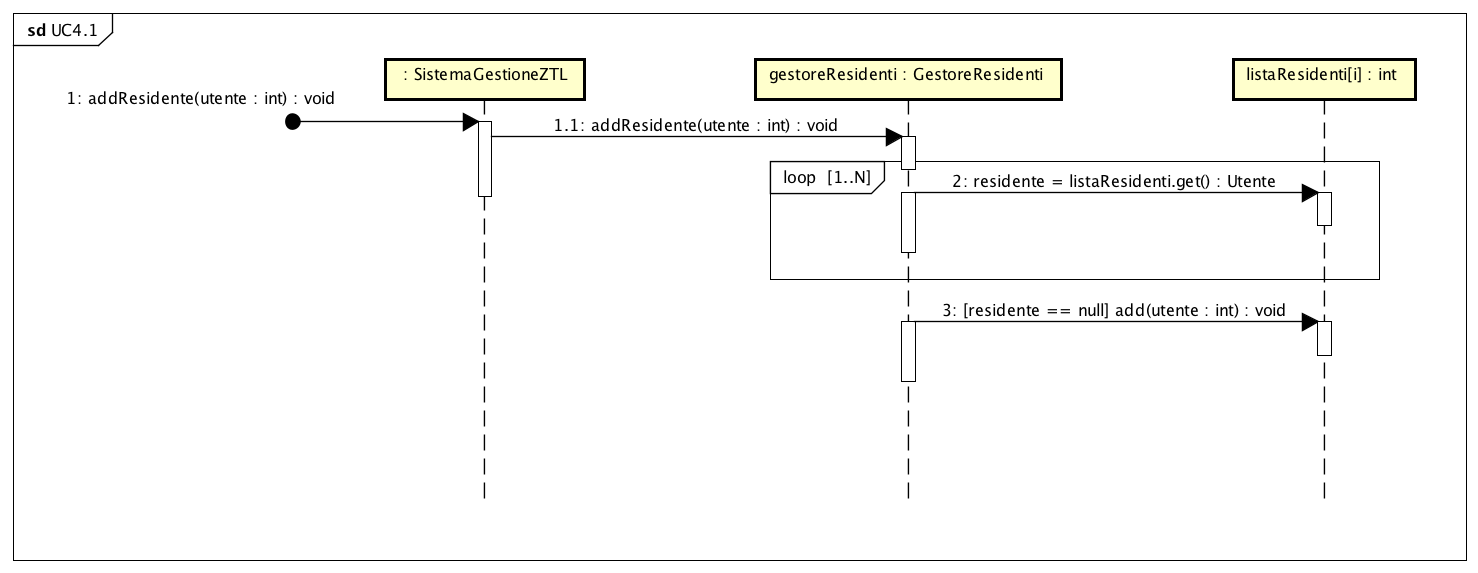 sd UC4.1
: SistemaGestioneZTL
gestoreResidenti : GestoreResidenti
listaResidenti[i] : int
1: addResidente(utente : int) : void
1.1: addResidente(utente : int) : void
loop [1..N]
2: residente = listaResidenti.get() : Utente
3: [residente == null] add(utente : int) : void